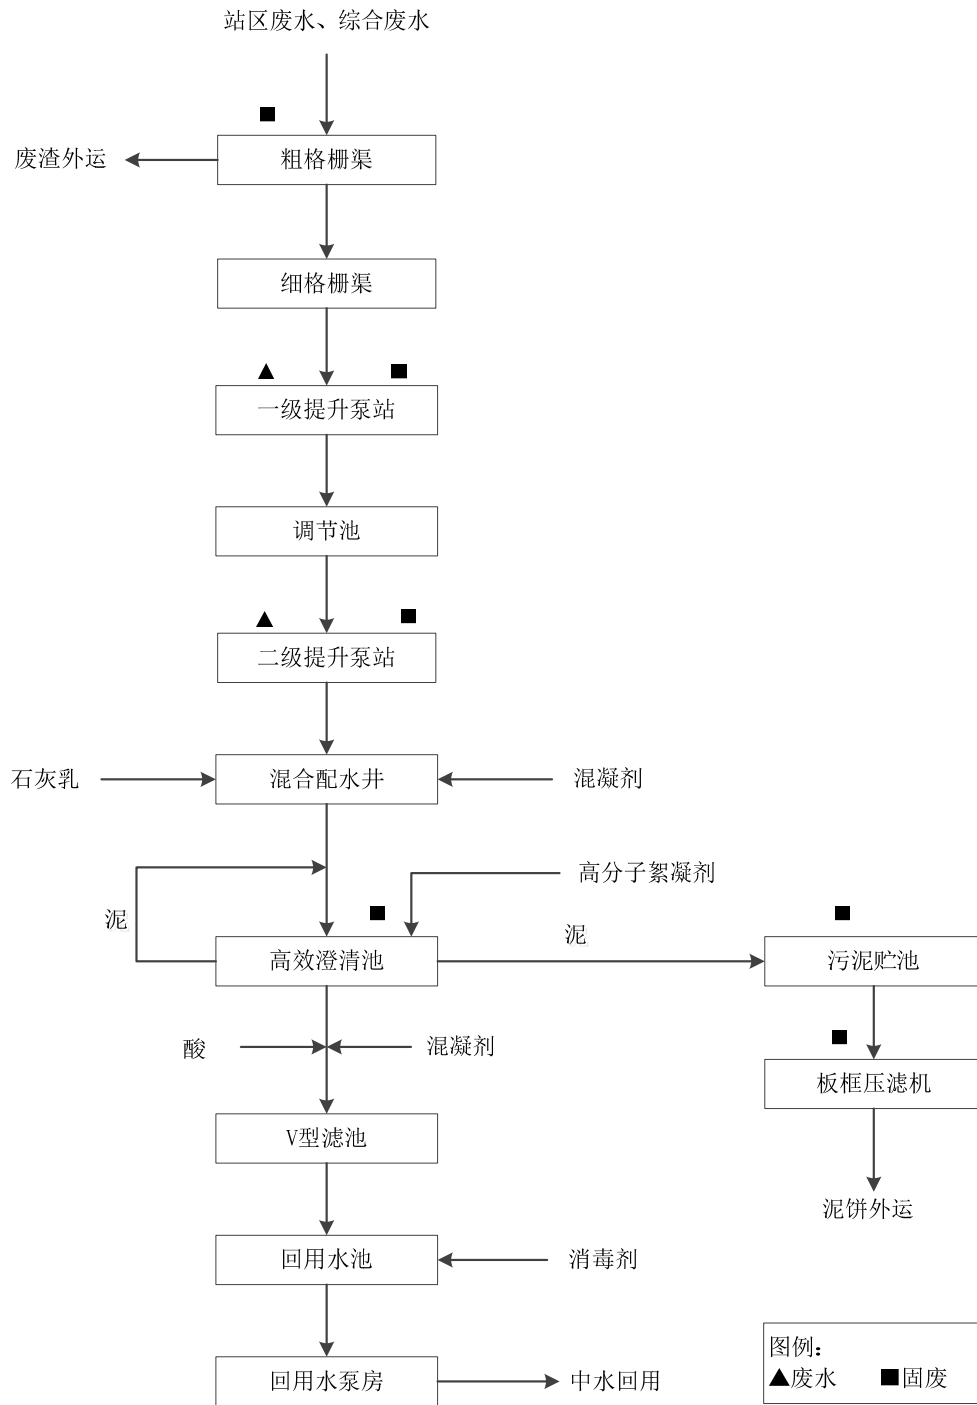 站区废水、综合废水
废渣外运
粗格栅渠
细格栅渠
一级提升泵站
调节池
二级提升泵站
石灰乳
混合配水井
混凝剂
高分子絮凝剂
泥
泥
高效澄清池
污泥贮池
酸
混凝剂
板框压滤机
V型滤池
泥饼外运
回用水池
消毒剂
图例：
▲废水 ■固废
回用水泵房
中水回用